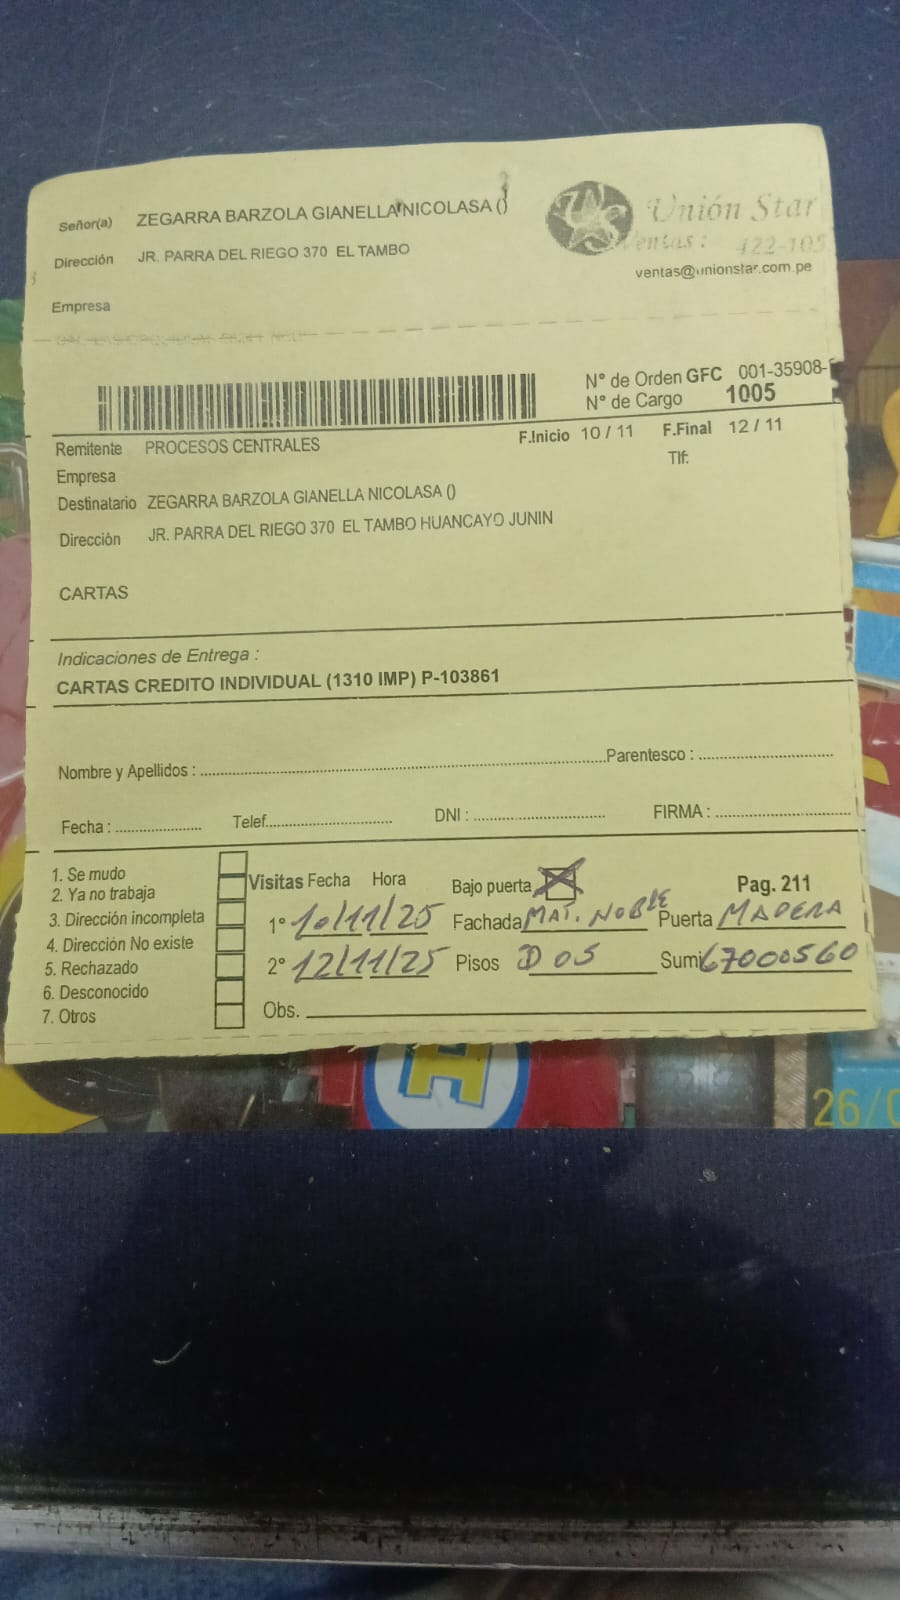 Señor(a) ZEGARRA BARZOLA GIANELLA NICOLASA ()
Unión Star
Ventas: 422-105
Dirección JR. PARRA DEL RIEGO 370 EL TAMBO
ventas@unionstar.com.pe
Empresa
N° de Orden GFC 001-35908-
N° de Cargo 1005
Remitente PROCESOS CENTRALES F.Inicio 10 / 11 F.Final 12 / 11
Empresa Tlf:
Destinatario ZEGARRA BARZOLA GIANELLA NICOLASA ()
Dirección JR. PARRA DEL RIEGO 370 EL TAMBO HUANCAYO JUNIN
CARTAS
Indicaciones de Entrega :
CARTAS CREDITO INDIVIDUAL (1310 IMP) P-103861
Nombre y Apellidos : Parentesco :
Fecha : Telef. DNI : FIRMA :
1. Se mudo
2. Ya no trabaja
3. Dirección incompleta
4. Dirección No existe
5. Rechazado
6. Desconocido
7. Otros
Visitas Fecha Hora Bajo puerta Pag. 211
1° 10/11/25 Fachada MAT. NOBLE Puerta MADERA
2° 12/11/25 Pisos DOS Sumi 67000560
Obs.
H
26/0